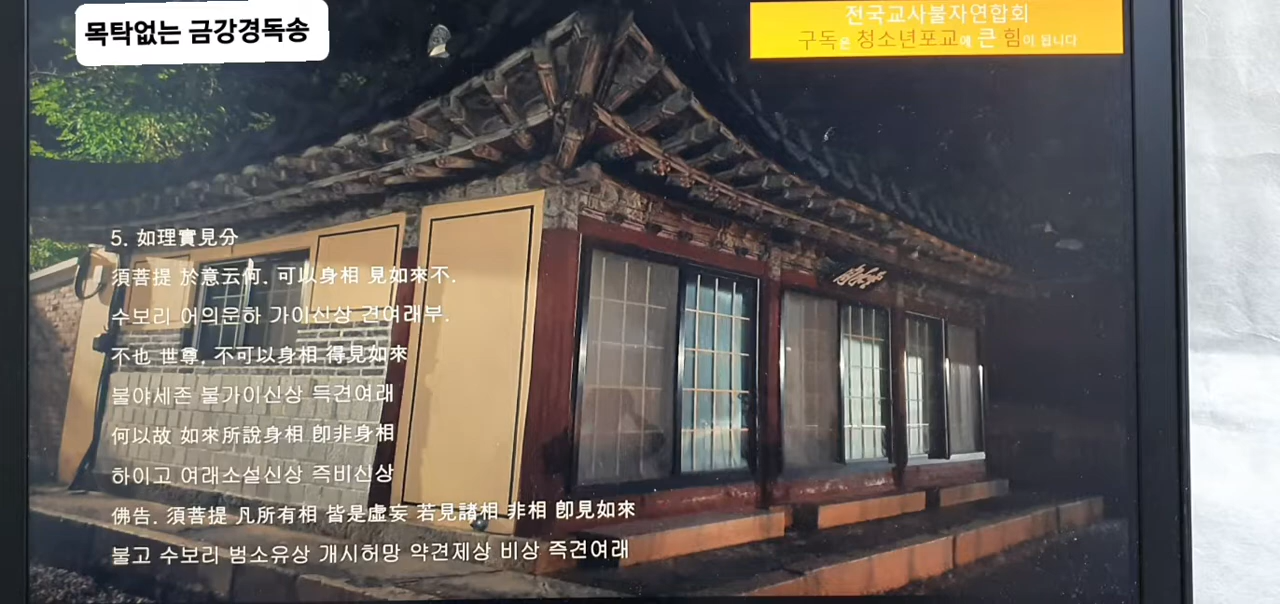 목탁없는 금강경독송
전국교사불자연합회
구독은 청소년포교에 큰 힘이 됩니다
5. 如理實見分
須菩提 於意云何. 可以身相 見如來不.
수보리 어의운하 가이신상 견여래부.
不也 世尊. 不可以身相 得見如來
불야세존 불가이신상 득견여래
何以故 如來所說身相 卽非身相
하이고 여래소설신상 즉비신상
佛告. 須菩提 凡所有相 皆是虛妄 若見諸相 非相 卽見如來
불고 수보리 범소유상 개시허망 약견제상 비상 즉견여래